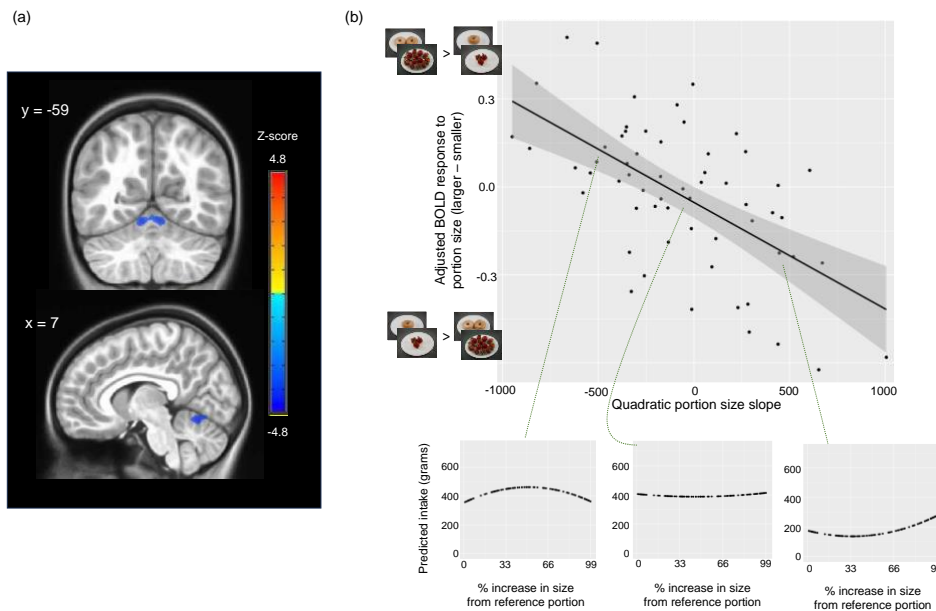 (a)
y = -59
Z-score
4.8
x = 7
-4.8
(b)
>
>
Adjusted BOLD response to
portion size (larger – smaller)
0.3
0.0
-0.3
-1000
-500
0
500
1000
Quadratic portion size slope
Predicted intake (grams)
600
400
200
0
0
33
66
99
% increase in size
from reference portion
600
400
200
0
0
33
66
99
% increase in size
from reference portion
600
400
200
0
0
33
66
% increase in size
from reference portion